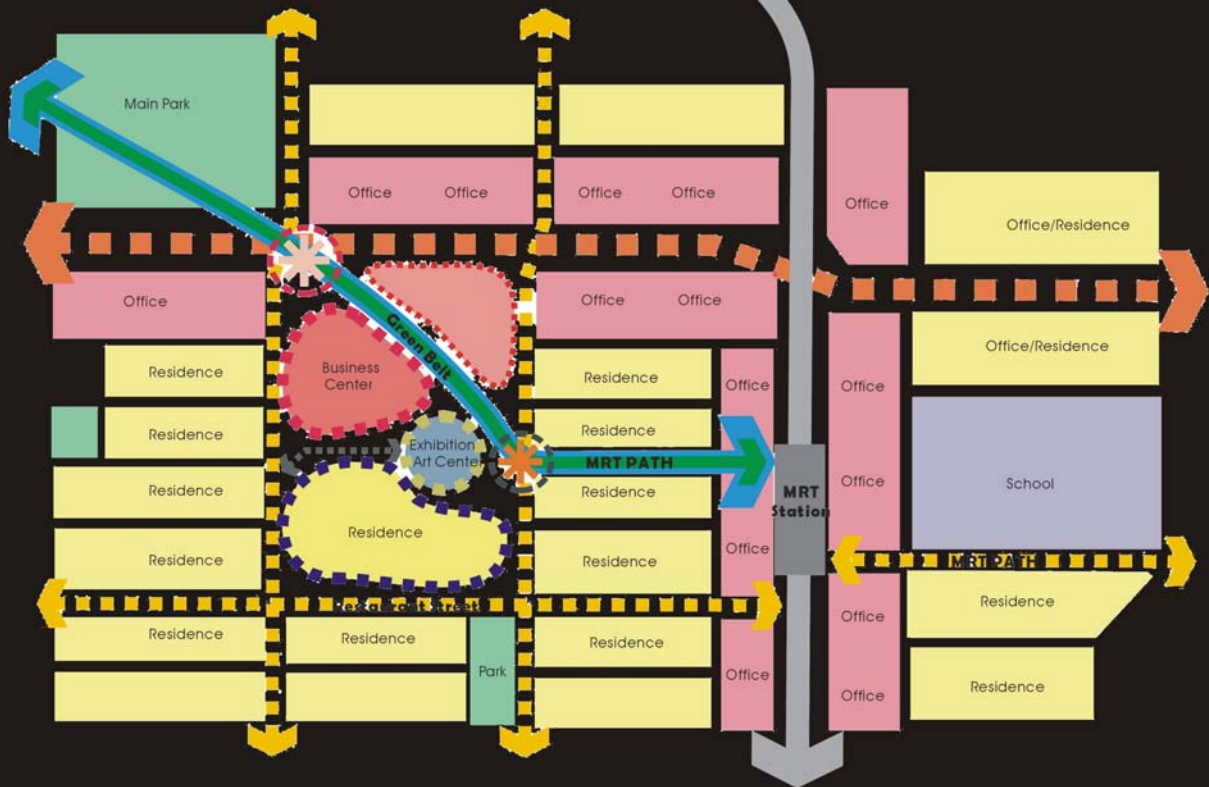 Main Park
Office Office
Office Office
Office
Office/Residence
Office
Office Office
Office/Residence
Green Belt
Business
Center
Residence
Residence
Office
Office
Residence
Residence
Exhibition
Art Center
MRT PATH
Residence
Residence
MRT
Station
Office
School
Residence
Residence
Residence
Office
MRT PATH
Restaurant Street
Residence
Residence
Residence
Residence
Office
Park
Office
Office
Residence